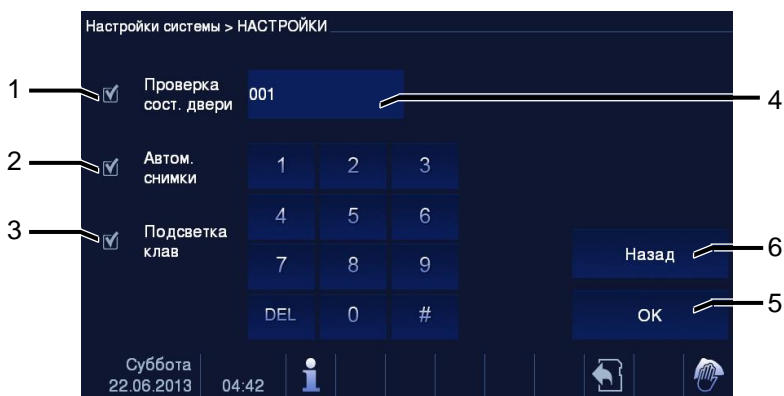 Настройки системы > НАСТРОЙКИ
1
Проверка
сост. двери
001
4
2
Автом.
снимки
1 2 3
3
Подсветка
клав
4 5 6
7 8 9
Назад
6
DEL 0 #
OK
5
Суббота
22.06.2013 04:42